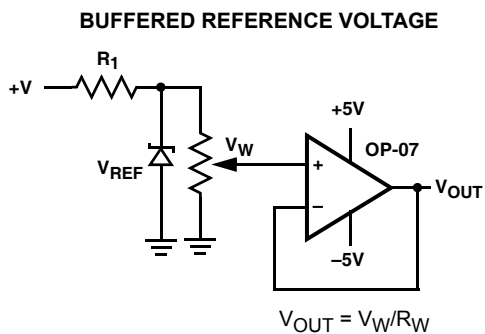 BUFFERED REFERENCE VOLTAGE
R1
+V
+5V
VW
OP-07
VREF
+
VOUT
–
–5V
VOUT = VW/RW